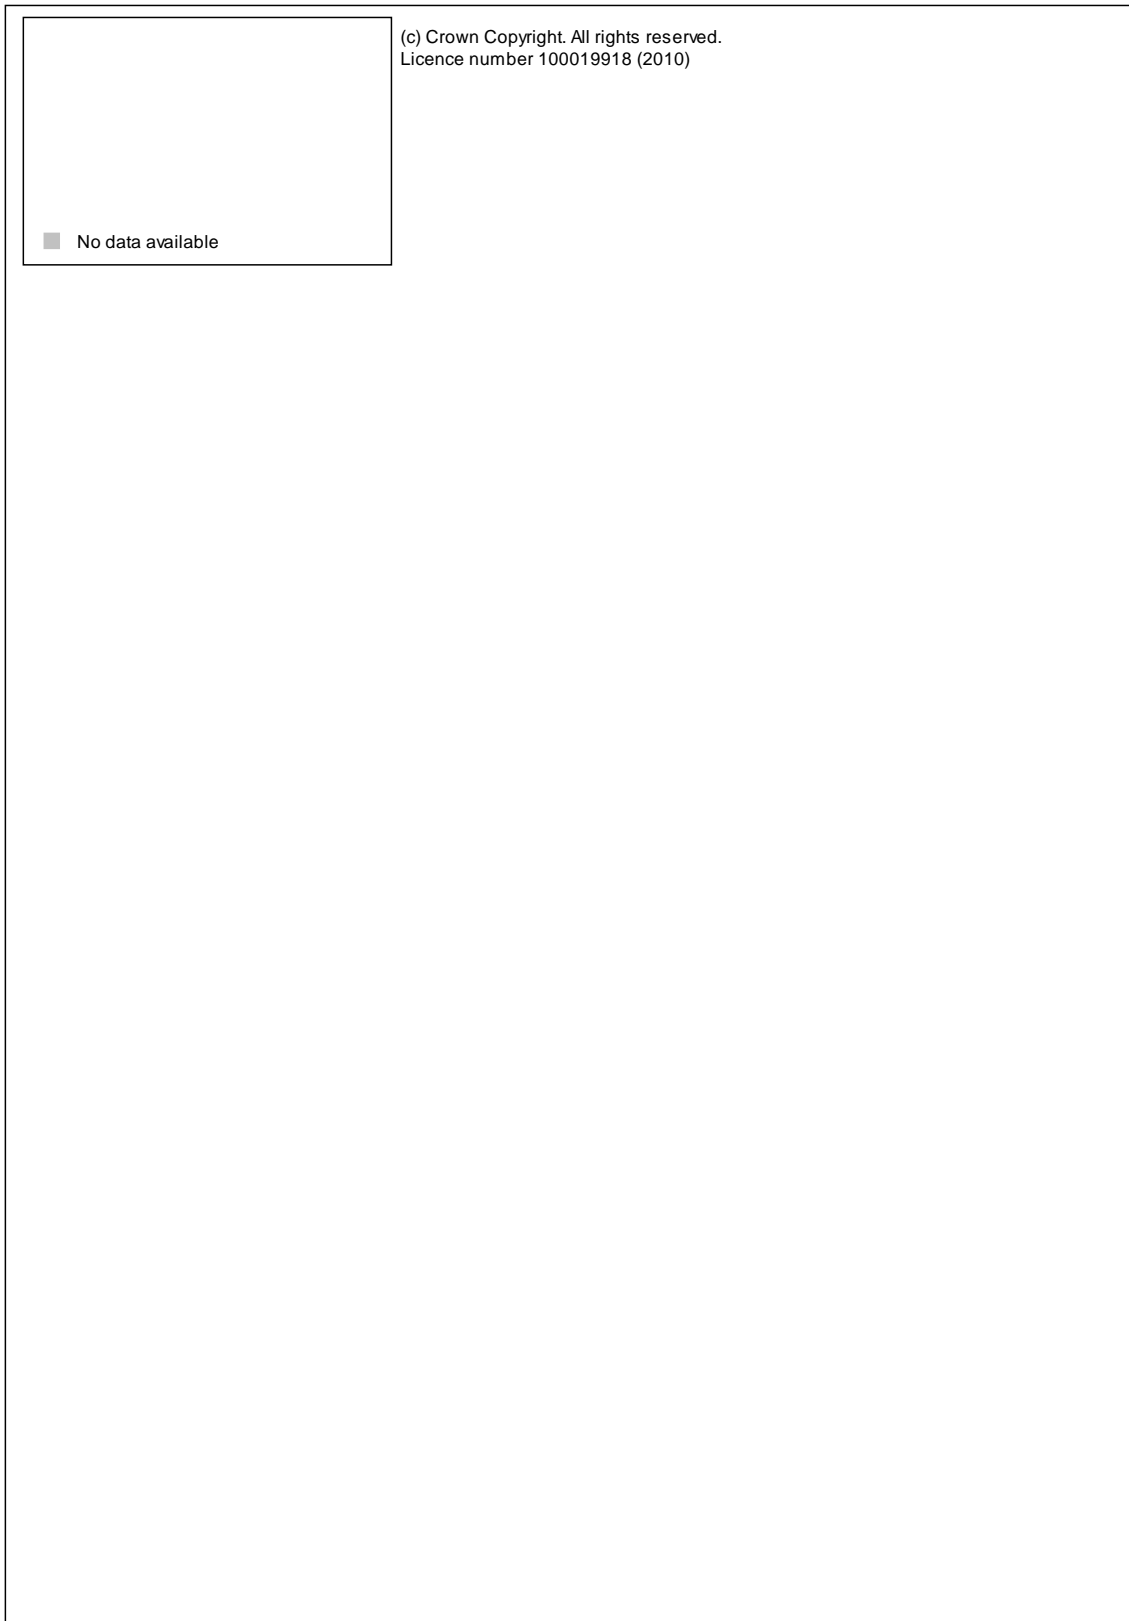 (c) Crown Copyright. All rights reserved.
Licence number 100019918 (2010)
No data available